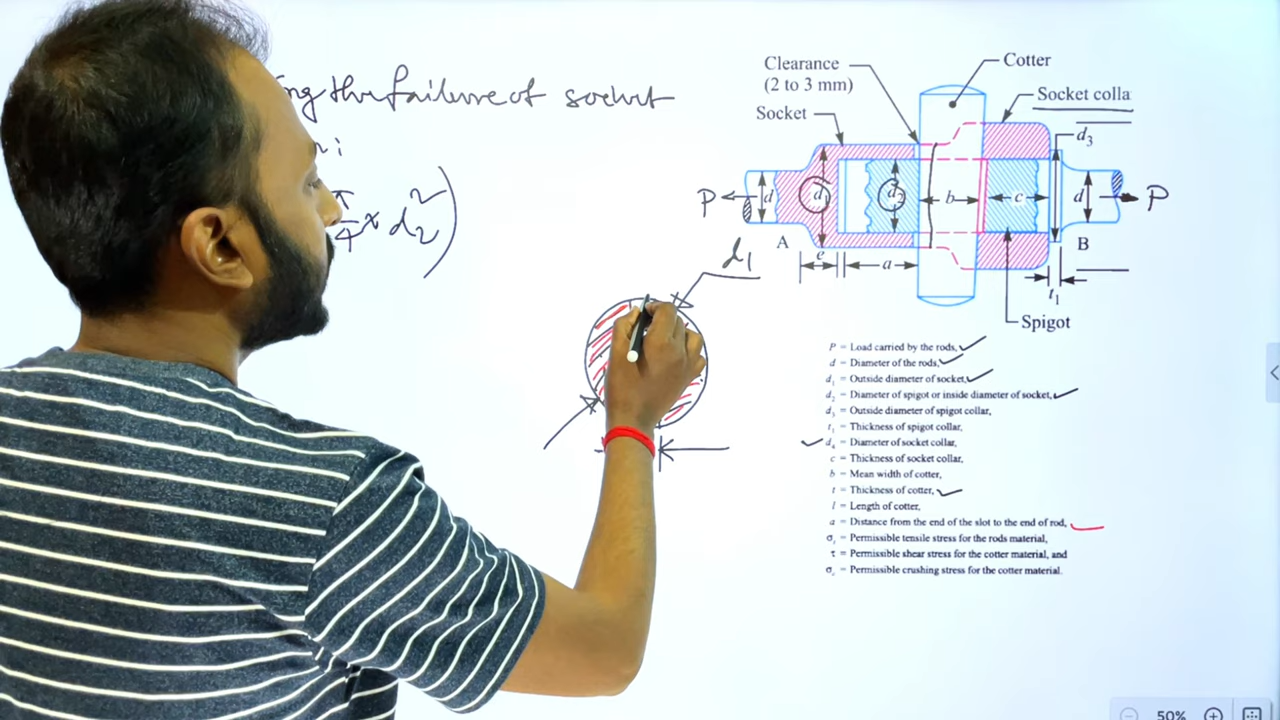 ng the failure of socket
π/4 × d₂²)
d₁
Clearance
(2 to 3 mm)
Cotter
Socket
Socket colla
d₃
P d d₁ d₂ b c d P
A e a B
t₁
Spigot
P = Load carried by the rods,
d = Diameter of the rods,
d₁ = Outside diameter of socket,
d₂ = Diameter of spigot or inside diameter of socket,
d₃ = Outside diameter of spigot collar,
t₁ = Thickness of spigot collar,
d₄ = Diameter of socket collar,
c = Thickness of socket collar,
b = Mean width of cotter,
t = Thickness of cotter,
l = Length of cotter,
a = Distance from the end of the slot to the end of rod,
σₜ = Permissible tensile stress for the rods material,
τ = Permissible shear stress for the cotter material, and
σ꜀ = Permissible crushing stress for the cotter material.
50%